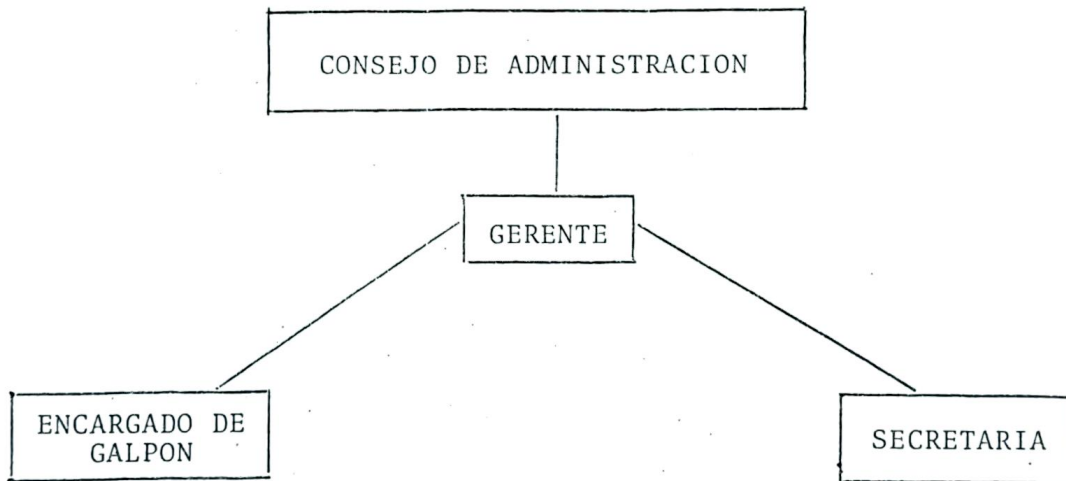 CONSEJO DE ADMINISTRACION
GERENTE
ENCARGADO DE
GALPON
SECRETARIA